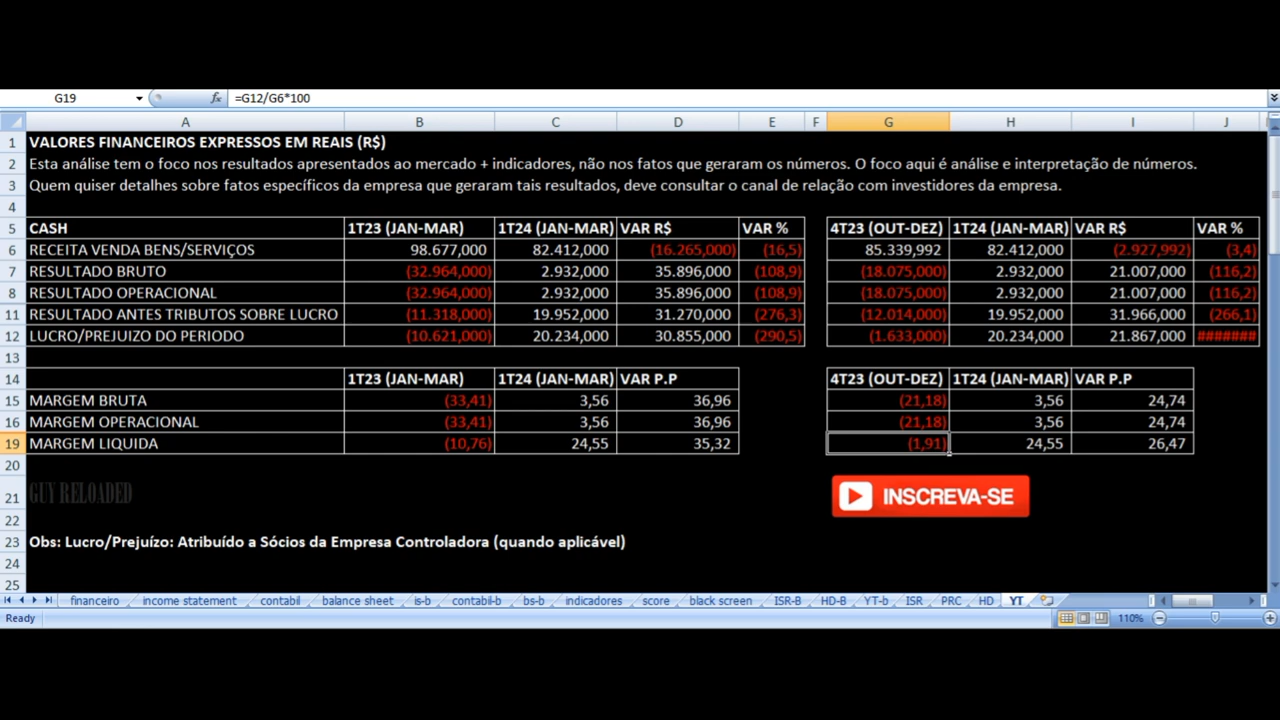 G19 fx =G12/G6*100
A B C D E F G H I J
1 VALORES FINANCEIROS EXPRESSOS EM REAIS (R$)
2 Esta análise tem o foco nos resultados apresentados ao mercado + indicadores, não nos fatos que geraram os números. O foco aqui é análise e interpretação de números.
3 Quem quiser detalhes sobre fatos específicos da empresa que geraram tais resultados, deve consultar o canal de relação com investidores da empresa.
4
5 CASH 1T23 (JAN-MAR) 1T24 (JAN-MAR) VAR R$ VAR % 4T23 (OUT-DEZ) 1T24 (JAN-MAR) VAR R$ VAR %
6 RECEITA VENDA BENS/SERVIÇOS 98.677,000 82.412,000 (16.265,000) (16,5) 85.339,992 82.412,000 (2.927,992) (3,4)
7 RESULTADO BRUTO (32.964,000) 2.932,000 35.896,000 (108,9) (18.075,000) 2.932,000 21.007,000 (116,2)
8 RESULTADO OPERACIONAL (32.964,000) 2.932,000 35.896,000 (108,9) (18.075,000) 2.932,000 21.007,000 (116,2)
11 RESULTADO ANTES TRIBUTOS SOBRE LUCRO (11.318,000) 19.952,000 31.270,000 (276,3) (12.014,000) 19.952,000 31.966,000 (266,1)
12 LUCRO/PREJUIZO DO PERIODO (10.621,000) 20.234,000 30.855,000 (290,5) (1.633,000) 20.234,000 21.867,000 #######
13
14 1T23 (JAN-MAR) 1T24 (JAN-MAR) VAR P.P 4T23 (OUT-DEZ) 1T24 (JAN-MAR) VAR P.P
15 MARGEM BRUTA (33,41) 3,56 36,96 (21,18) 3,56 24,74
16 MARGEM OPERACIONAL (33,41) 3,56 36,96 (21,18) 3,56 24,74
19 MARGEM LIQUIDA (10,76) 24,55 35,32 (1,91) 24,55 26,47
20
21 GUY RELOADED INSCREVA-SE
22
23 Obs: Lucro/Prejuízo: Atribuído a Sócios da Empresa Controladora (quando aplicável)
24
25
financeiro income statement contabil balance sheet is-b contabil-b bs-b indicadores score black screen ISR-B HD-B YT-b ISR PRC HD YT
Ready 110%